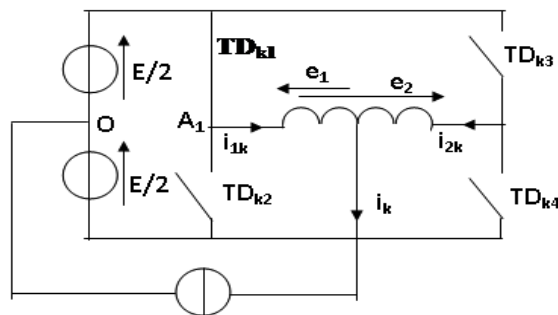 TDk1
E/2
e1
e2
TDk3
O
A1
i1k
i2k
E/2
TDk2
ik
TDk4